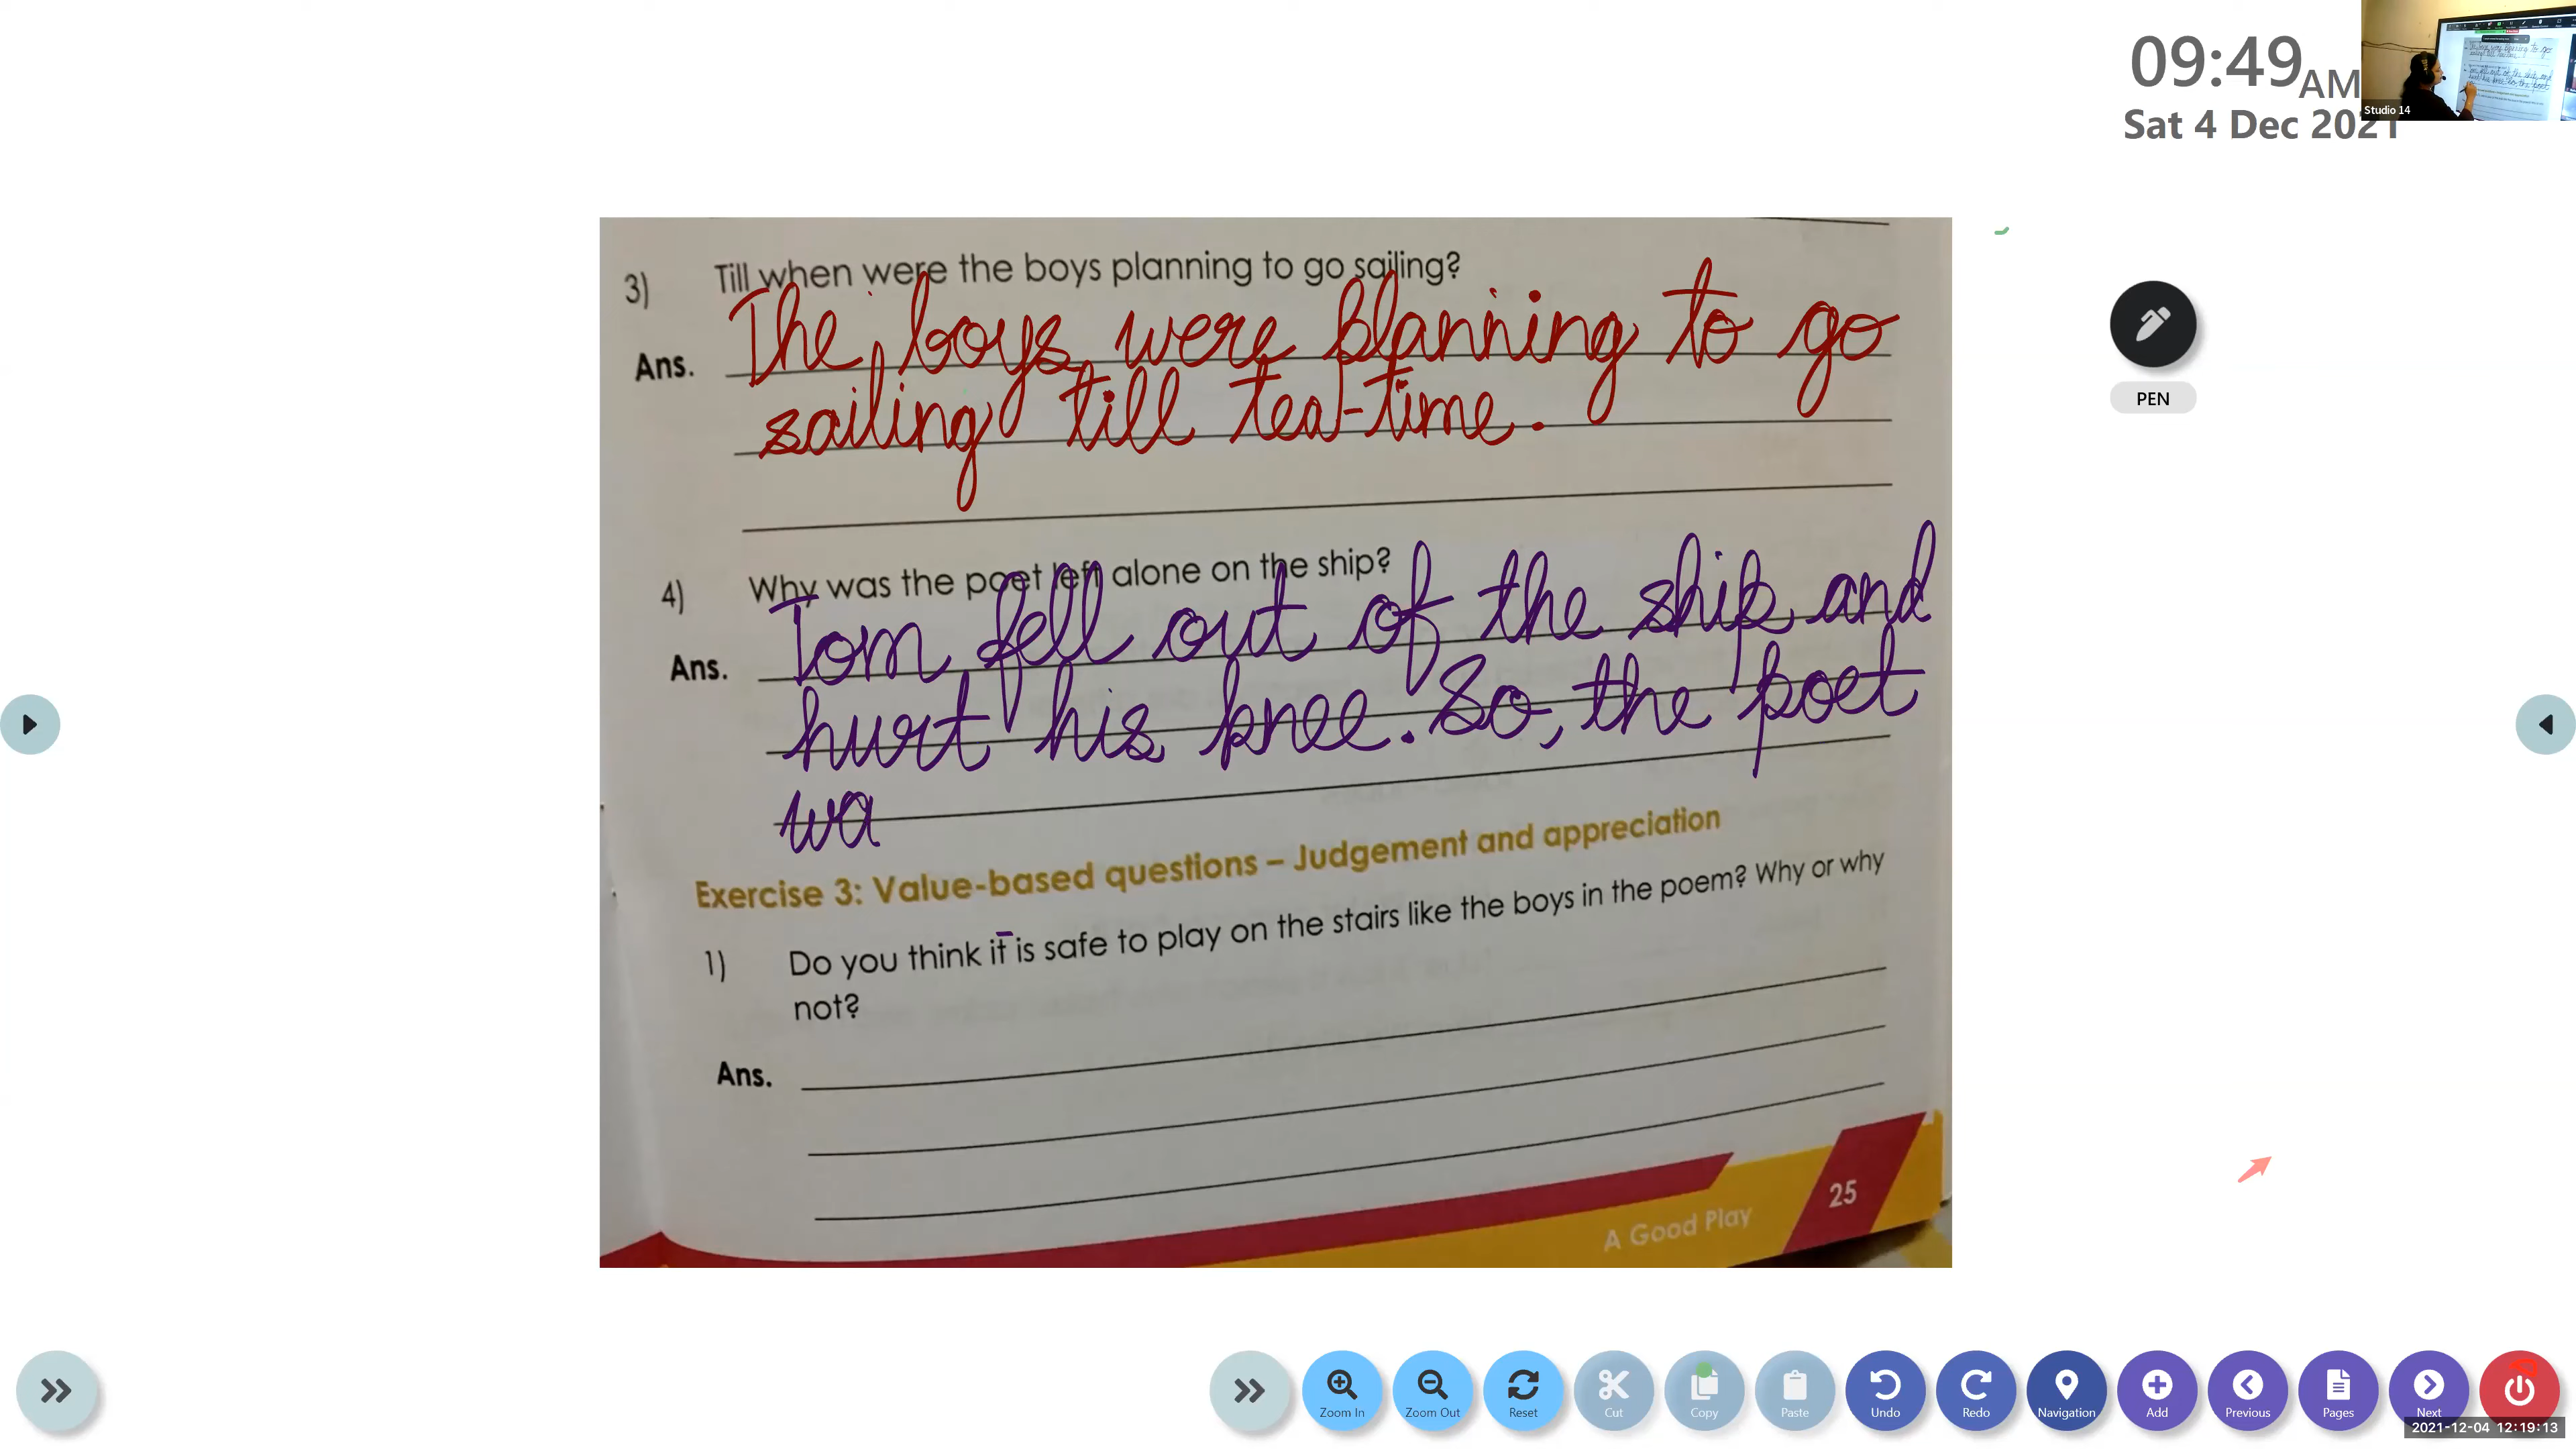 09:49 AM
Sat 4 Dec 2021
Studio 14
PEN
3) Till when were the boys planning to go sailing?
Ans. The boys were planning to go
sailing till tea-time.
4) Why was the poet left alone on the ship?
Ans. Tom fell out of the ship and
hurt his knee. So, the poet
wa
Exercise 3: Value-based questions – Judgement and appreciation
1) Do you think it is safe to play on the stairs like the boys in the poem? Why or why
not?
Ans.
A Good Play 25
Zoom In Zoom Out Reset Cut Copy Paste Undo Redo Navigation Add Previous Pages Next
2021-12-04 12:19:13